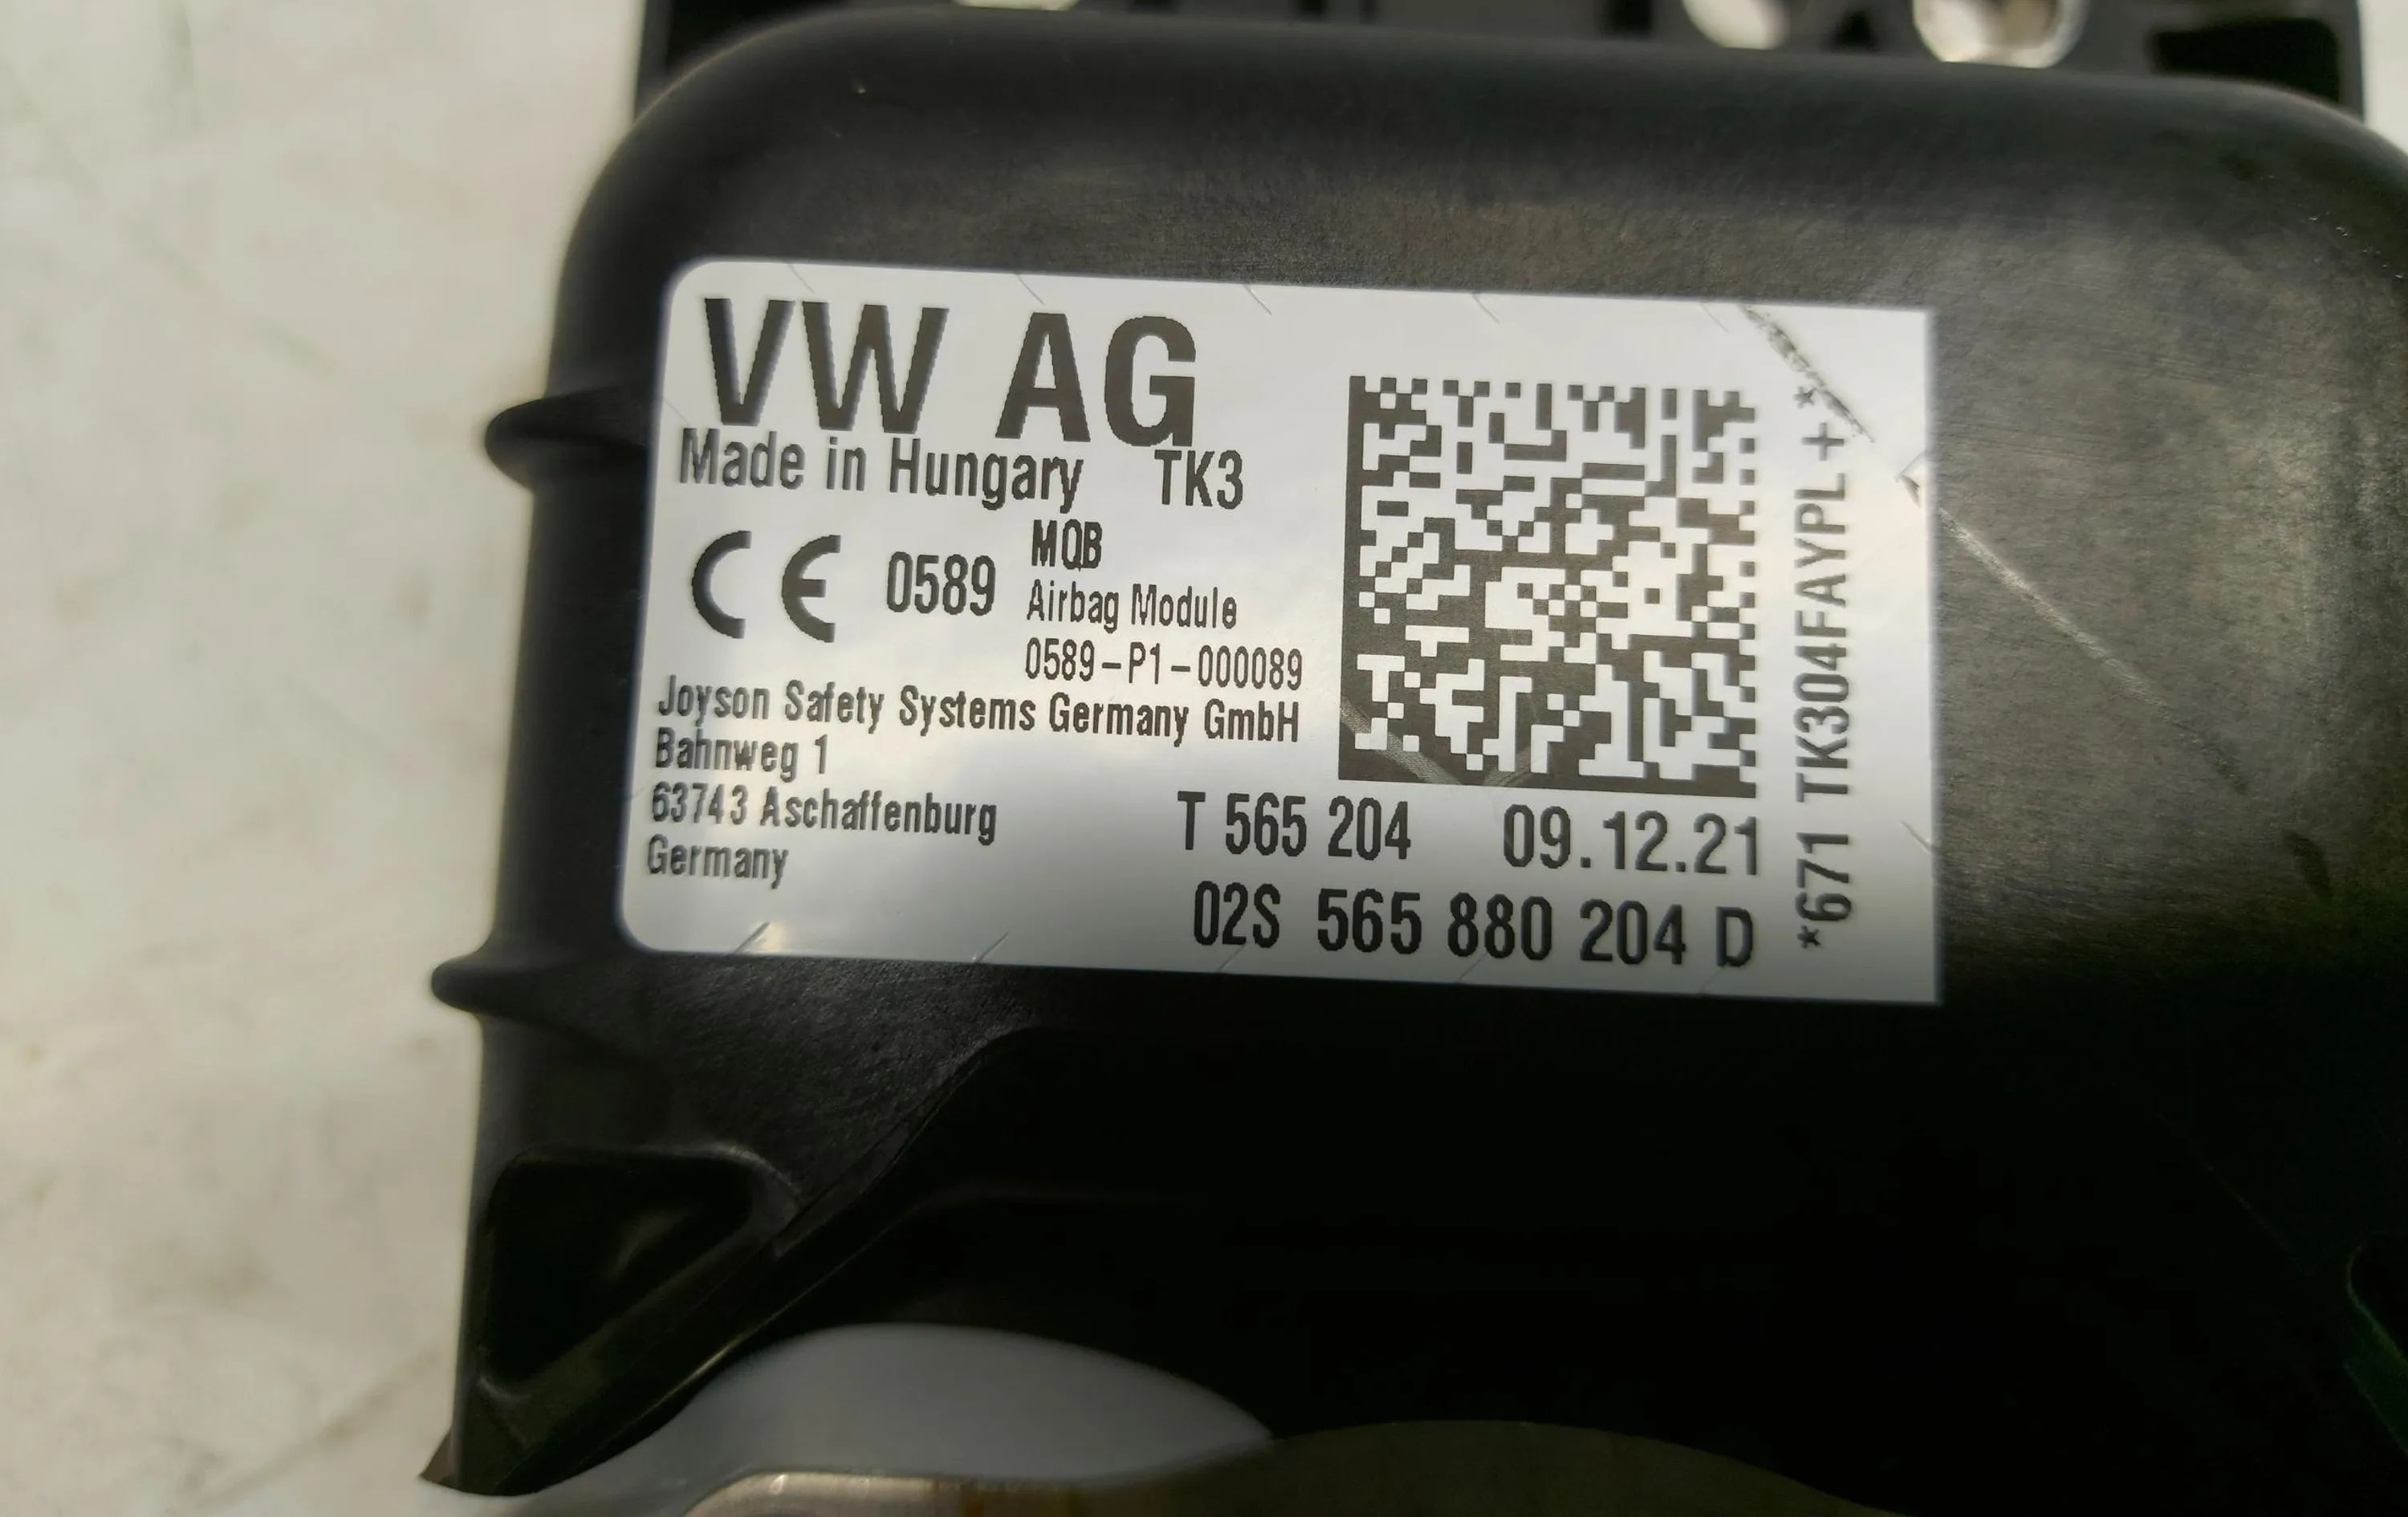 VW AG
Made in Hungary TK3
CE 0589 MQB
Airbag Module
0589-P1-000089
Joyson Safety Systems Germany GmbH
Bahnweg 1
63743 Aschaffenburg
Germany
T 565 204 09.12.21
02S 565 880 204 D
*671 TK304FAYPL+*